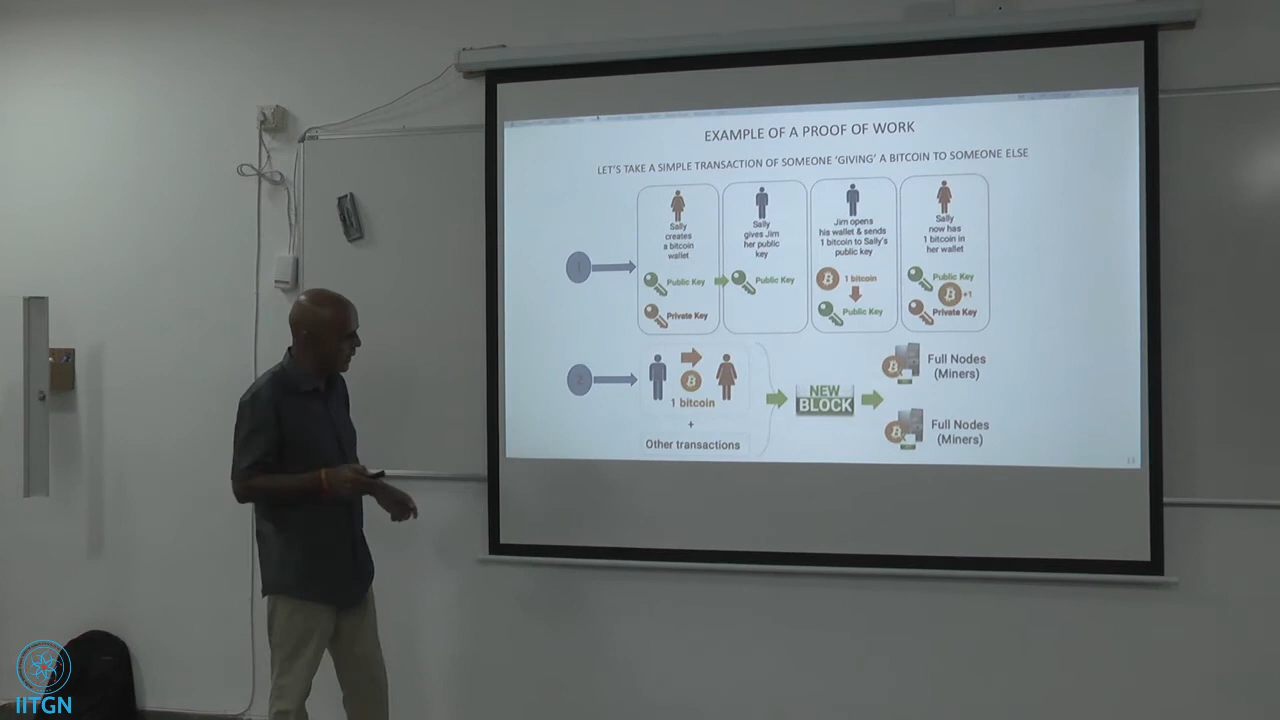 EXAMPLE OF A PROOF OF WORK
LET'S TAKE A SIMPLE TRANSACTION OF SOMEONE 'GIVING' A BITCOIN TO SOMEONE ELSE
1
Sally
creates
a bitcoin
wallet
Public Key
Private Key
Sally
gives Jim
her public
key
Public Key
Jim opens
his wallet & sends
1 bitcoin to Sally's
public key
1 bitcoin
Public Key
Sally
now has
1 bitcoin in
her wallet
Public Key
+1
Private Key
2
1 bitcoin
+
Other transactions
NEW
BLOCK
Full Nodes
(Miners)
Full Nodes
(Miners)
IITGN